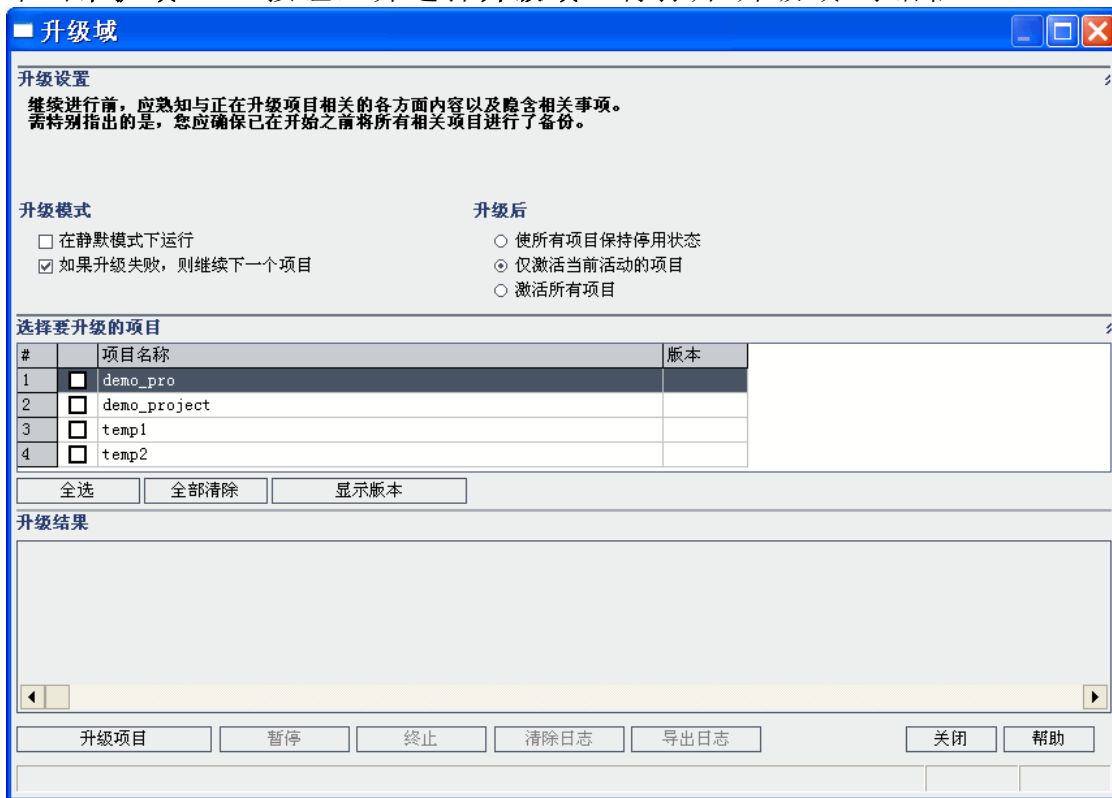 升级域
升级设置
继续进行前，应熟知与正在升级项目相关的各方面内容以及隐含相关事项。
需特别指出的是，您应确保已在开始之前将所有相关项目进行了备份。
升级模式
升级后
在静默模式下运行
使所有项目保持停用状态
如果升级失败，则继续下一个项目
仅激活当前活动的项目
激活所有项目
选择要升级的项目
# 项目名称 版本
1 demo_pro
2 demo_project
3 temp1
4 temp2
全选 全部清除 显示版本
升级结果
升级项目 暂停 终止 清除日志 导出日志 关闭 帮助